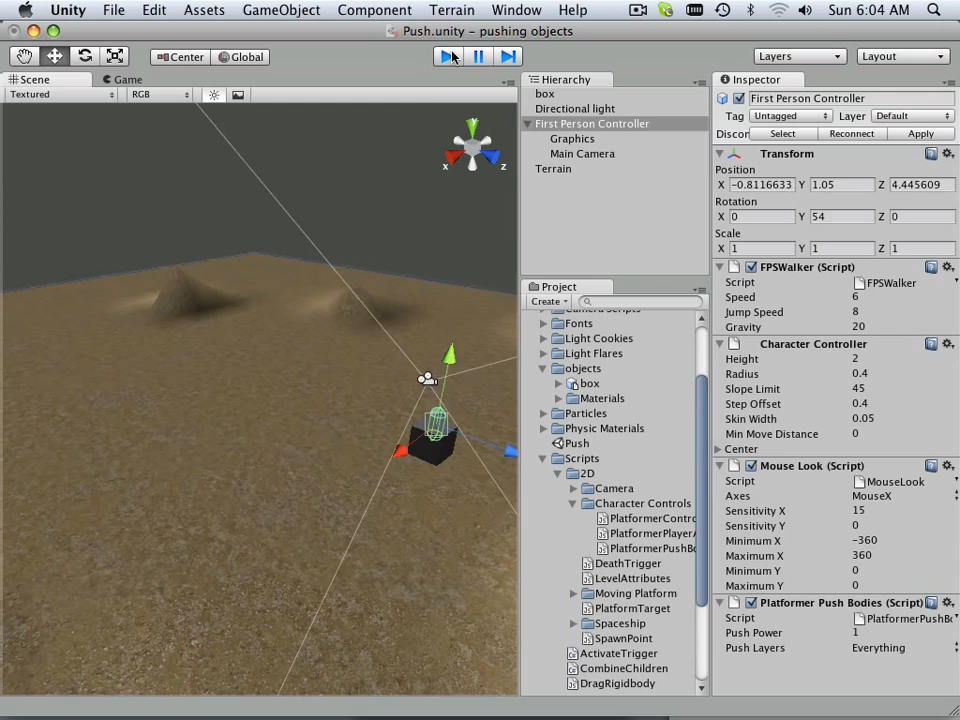 Unity File Edit Assets GameObject Component Terrain Window Help Sun 6:04 AM
Push.unity - pushing objects
Center Global Layers Layout
Scene Game
Textured RGB
y
x z
Hierarchy
box
Directional light
First Person Controller
Graphics
Main Camera
Terrain
Project
Create
Camera Scripts
Fonts
Light Cookies
Light Flares
objects
box
Materials
Particles
Physic Materials
Push
Scripts
2D
Camera
Character Controls
PlatformerContro
PlatformerPlayerA
PlatformerPushBo
DeathTrigger
LevelAttributes
Moving Platform
PlatformTarget
Spaceship
SpawnPoint
ActivateTrigger
CombineChildren
DragRigidbody
Inspector
First Person Controller
Tag Untagged Layer Default
Discon Select Reconnect Apply
Transform
Position
X -0.8116633 Y 1.05 Z 4.445609
Rotation
X 0 Y 54 Z 0
Scale
X 1 Y 1 Z 1
FPSWalker (Script)
Script FPSWalker
Speed 6
Jump Speed 8
Gravity 20
Character Controller
Height 2
Radius 0.4
Slope Limit 45
Step Offset 0.4
Skin Width 0.05
Min Move Distance 0
Center
Mouse Look (Script)
Script MouseLook
Axes MouseX
Sensitivity X 15
Sensitivity Y 0
Minimum X -360
Maximum X 360
Minimum Y 0
Maximum Y 0
Platformer Push Bodies (Script)
Script PlatformerPushBo
Push Power 1
Push Layers Everything